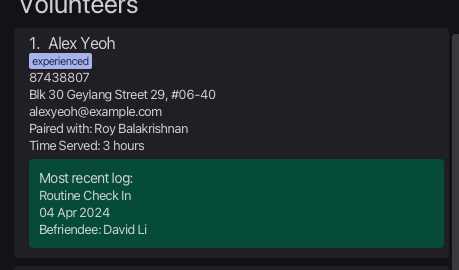 Volunteers
1. Alex Yeoh
experienced
87438807
Blk 30 Geylang Street 29, #06-40
alexyeoh@example.com
Paired with: Roy Balakrishnan
Time Served: 3 hours
Most recent log:
Routine Check In
04 Apr 2024
Befriendee: David Li